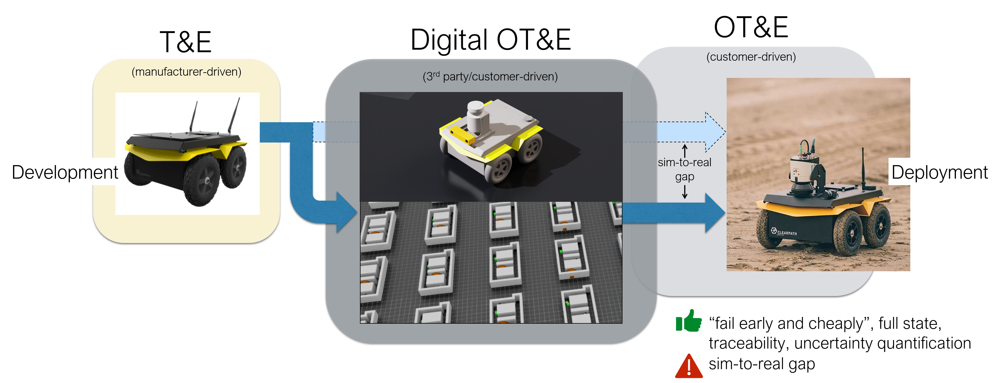 T&E
(manufacturer-driven)
Development
Digital OT&E
(3rd party/customer-driven)
OT&E
(customer-driven)
sim-to-real
gap
CLEARPATH
Deployment
“fail early and cheaply”, full state,
traceability, uncertainty quantification
sim-to-real gap